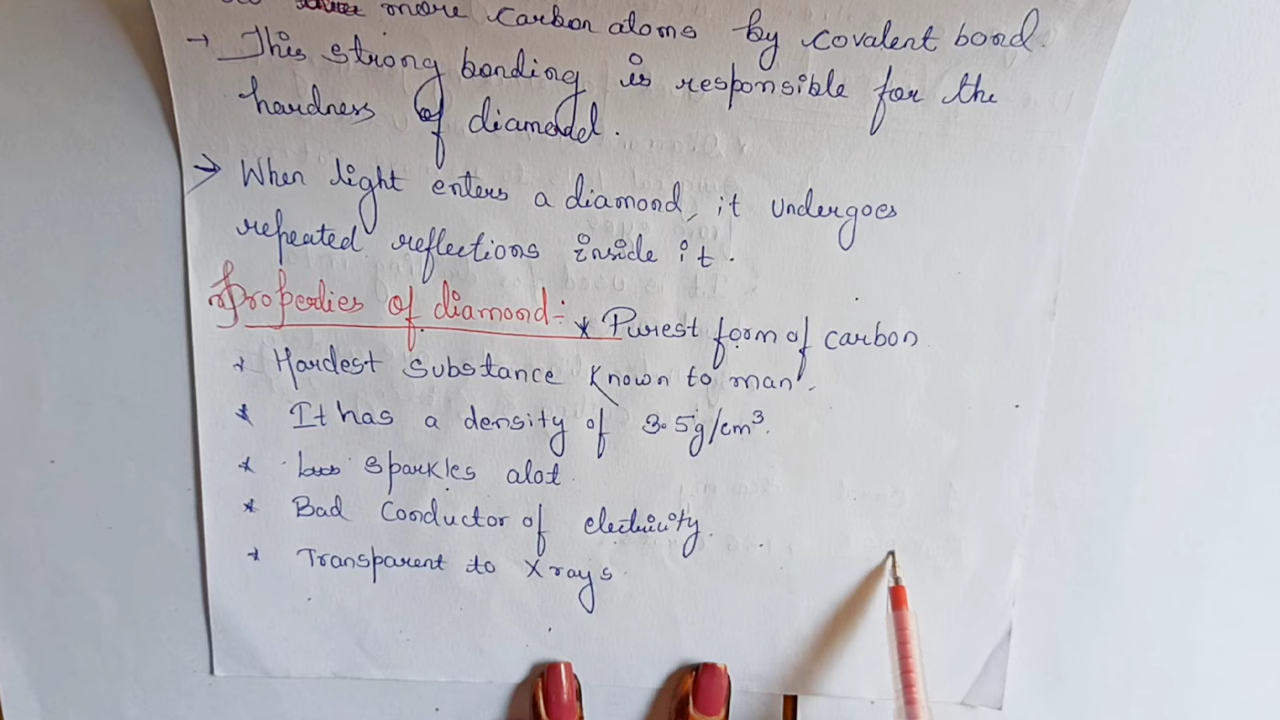 more carbon atoms by covalent bond.
→ This strong bonding is responsible for the
hardness of diamond.
→ When light enters a diamond, it undergoes
repeated reflections inside it.
Properties of diamond:- * Purest form of carbon
* Hardest substance known to man.
* It has a density of 3.5g/cm³.
* sparkles alot.
* Bad conductor of electricity.
* Transparent to X rays.